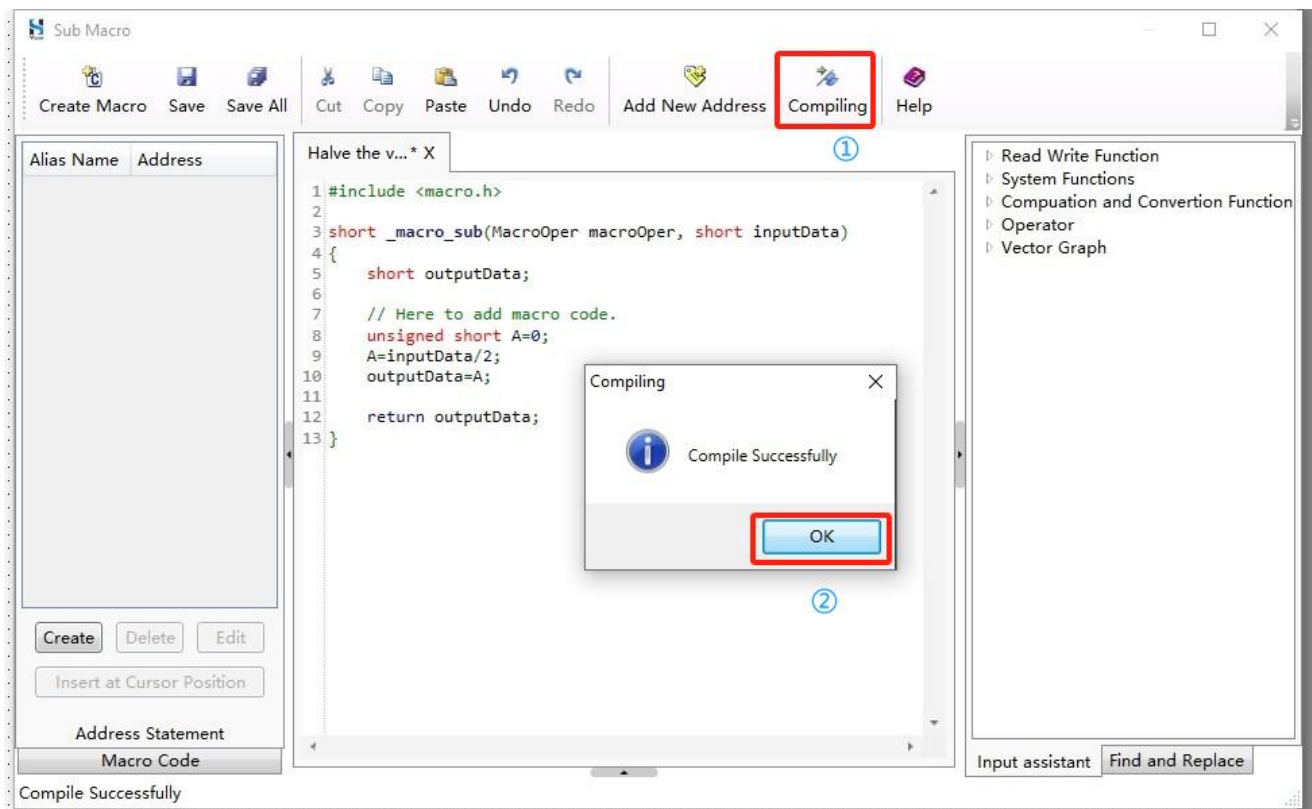 Sub Macro
Create Macro Save Save All Cut Copy Paste Undo Redo Add New Address Compiling Help
①
Alias Name Address
Halve the v...* X
1 #include <macro.h>
2
3 short _macro_sub(MacroOper macroOper, short inputData)
4 {
5 short outputData;
6
7 // Here to add macro code.
8 unsigned short A=0;
9 A=inputData/2;
10 outputData=A;
11
12 return outputData;
13 }
Compiling
Compile Successfully
OK
②
Read Write Function
System Functions
Compuation and Convertion Function
Operator
Vector Graph
Create Delete Edit
Insert at Cursor Position
Address Statement
Macro Code
Input assistant Find and Replace
Compile Successfully